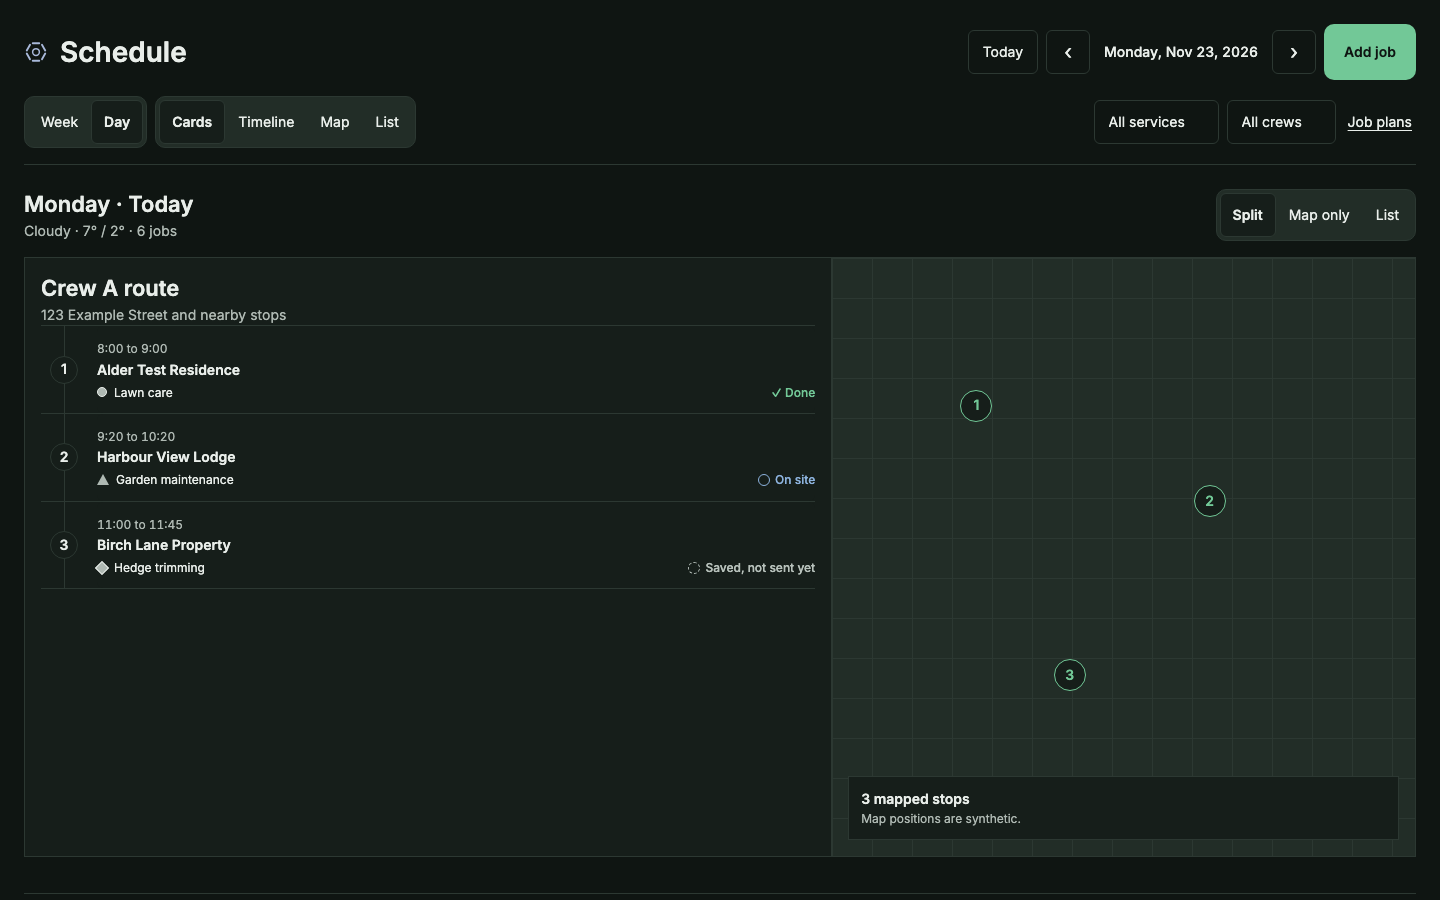 Schedule
Today
Monday, Nov 23, 2026
Add job
Week Day
Cards Timeline Map List
All services
All crews
Job plans
Monday · Today
Cloudy · 7° / 2° · 6 jobs
Split Map only List
Crew A route
123 Example Street and nearby stops
1
8:00 to 9:00
Alder Test Residence
Lawn care
✓ Done
2
9:20 to 10:20
Harbour View Lodge
Garden maintenance
On site
3
11:00 to 11:45
Birch Lane Property
Hedge trimming
Saved, not sent yet
1
2
3
3 mapped stops
Map positions are synthetic.